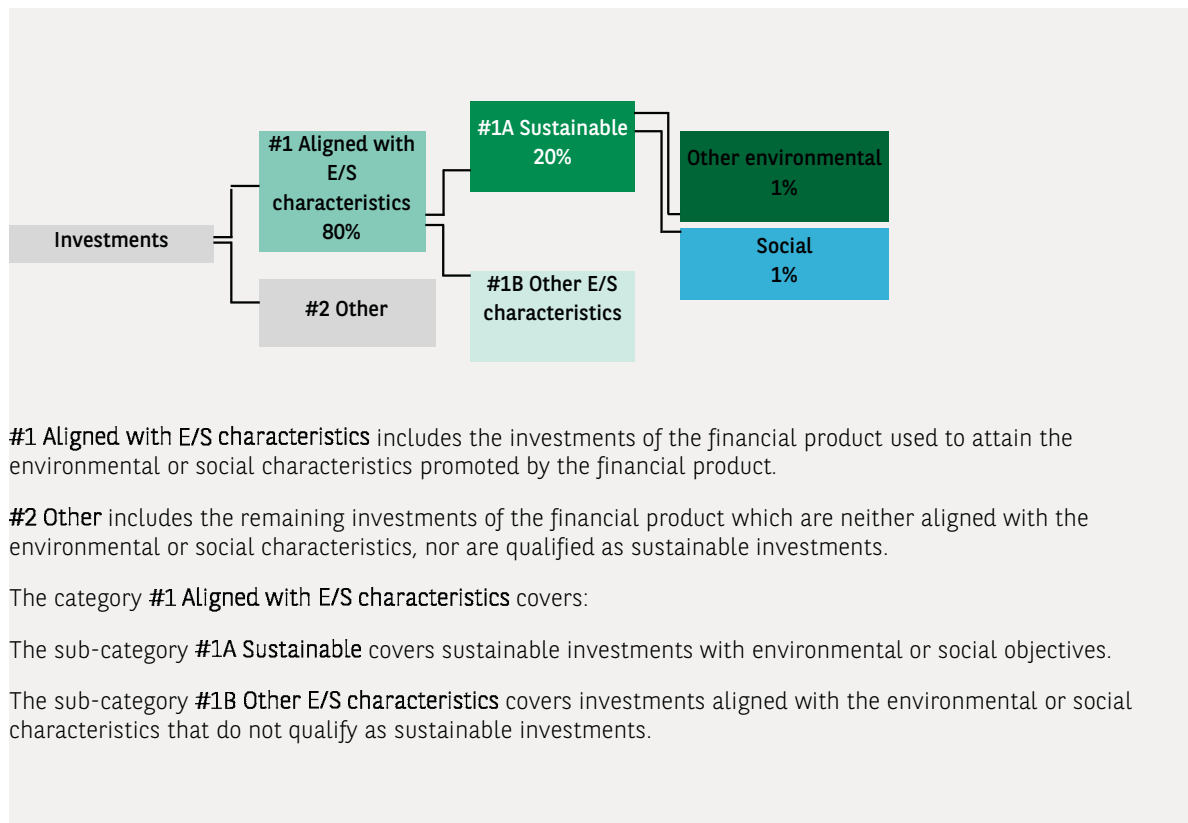 #1A Sustainable
20%
#1 Aligned with
E/S
characteristics
80%
Other environmental
1%
Investments
Social
1%
#1B Other E/S
characteristics
#2 Other
#1 Aligned with E/S characteristics includes the investments of the financial product used to attain the
environmental or social characteristics promoted by the financial product.
#2 Other includes the remaining investments of the financial product which are neither aligned with the
environmental or social characteristics, nor are qualified as sustainable investments.
The category #1 Aligned with E/S characteristics covers:
The sub-category #1A Sustainable covers sustainable investments with environmental or social objectives.
The sub-category #1B Other E/S characteristics covers investments aligned with the environmental or social
characteristics that do not qualify as sustainable investments.